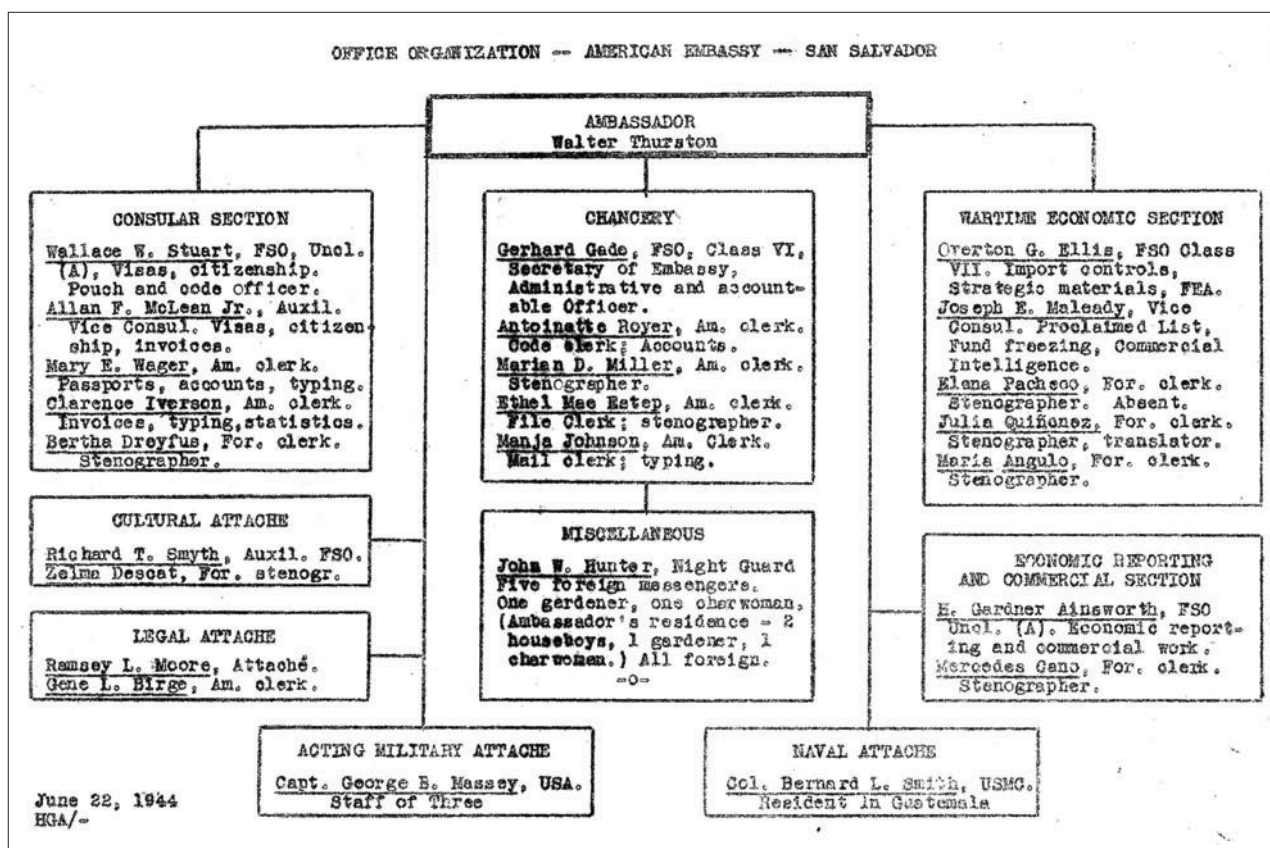 OFFICE ORGANIZATION -- AMERICAN EMBASSY -- SAN SALVADOR
AMBASSADOR
Walter Thurston
CONSULAR SECTION
Wallace W. Stuart, FSO, Uncl.
(A), Visas, citizenship.
Pouch and code officer.
Allan F. McLean Jr., Auxil.
Vice Consul. Visas, citizen-
ship, invoices.
Mary E. Wager, Am. clerk.
Passports, accounts, typing.
Clarence Iverson, Am. clerk.
Invoices, typing, statistics.
Bertha Dreyfus, For. clerk.
Stenographer.
CHANCERY
Gerhard Gade, FSO, Class VI,
Secretary of Embassy,
Administrative and account-
able Officer.
Antoinette Royer, Am. clerk.
Code clerk; Accounts.
Marian D. Miller, Am. clerk.
Stenographer.
Ethel Mae Estep, Am. clerk.
File Clerk; stenographer.
Manja Johnson, Am. Clerk.
Mail clerk; typing.
WARTIME ECONOMIC SECTION
Overton G. Ellis, FSO Class
VII. Import controls,
Strategic materials, FEA.
Joseph E. Maleady, Vice
Consul. Proclaimed List,
Fund freezing, Commercial
Intelligence.
Elena Pacheco, For. clerk.
Stenographer. Absent.
Julia Quiñonez, For. clerk.
Stenographer, translator.
Maria Angulo, For. clerk.
Stenographer.
CULTURAL ATTACHE
Richard T. Smyth, Auxil. FSO.
Zelma Descat, For. stenogr.
MISCELLANEOUS
John W. Hunter, Night Guard
Five foreign messengers.
One gerdener, one charwoman.
(Ambassador's residence - 2
houseboys, 1 gardener, 1
charwoman.) All foreign.
-o-
ECONOMIC REPORTING
AND COMMERCIAL SECTION
H. Gardner Ainsworth, FSO
Uncl. (A). Economic report-
ing and commercial work.
Mercedes Cano, For. clerk.
Stenographer.
LEGAL ATTACHE
Ramsey L. Moore, Attaché.
Gene L. Birge, Am. clerk.
ACTING MILITARY ATTACHE
Capt. George E. Massey, USA.
Staff of Three
NAVAL ATTACHE
Col. Bernard L. Smith, USMC.
Resident in Guatemala
June 22, 1944
HGA/-